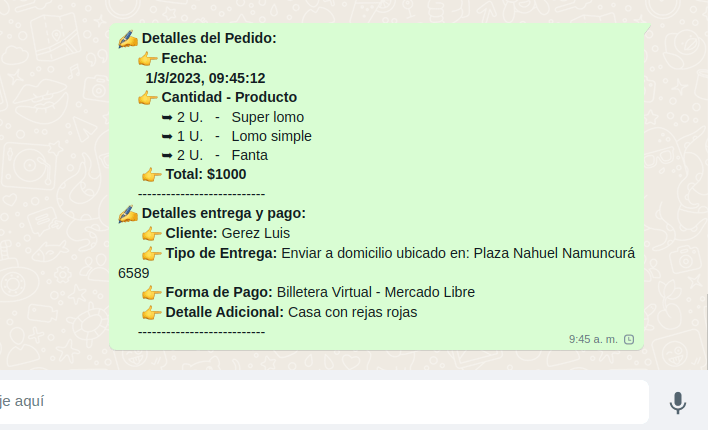 ✍️ Detalles del Pedido:
👉 Fecha:
1/3/2023, 09:45:12
👉 Cantidad - Producto
➥ 2 U. - Super lomo
➥ 1 U. - Lomo simple
➥ 2 U. - Fanta
👉 Total: $1000
---------------------------
✍️ Detalles entrega y pago:
👉 Cliente: Gerez Luis
👉 Tipo de Entrega: Enviar a domicilio ubicado en: Plaza Nahuel Namuncurá
6589
👉 Forma de Pago: Billetera Virtual - Mercado Libre
👉 Detalle Adicional: Casa con rejas rojas
---------------------------
9:45 a. m.
je aquí